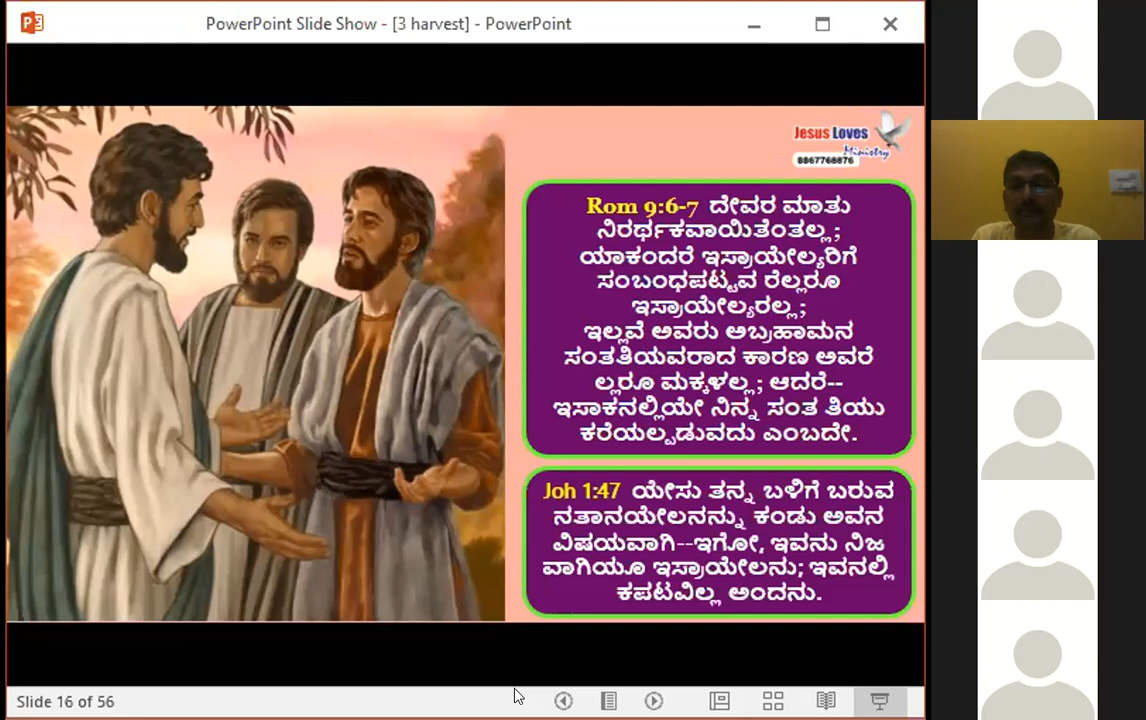 PowerPoint Slide Show - [3 harvest] - PowerPoint
Jesus Loves
Ministry
8867768876
Rom 9:6-7 ದೇವರ ಮಾತು
ನಿರರ್ಥಕವಾಯಿತೆಂತಲ್ಲ;
ಯಾಕಂದರೆ ಇಸ್ರಾಯೇಲ್ಯರಿಗೆ
ಸಂಬಂಧಪಟ್ಟವ ರೆಲ್ಲರೂ
ಇಸ್ರಾಯೇಲ್ಯರಲ್ಲ;
ಇಲ್ಲವೆ ಅವರು ಅಬ್ರಹಾಮನ
ಸಂತತಿಯವರಾದ ಕಾರಣ ಅವರೆ
ಲ್ಲರೂ ಮಕ್ಕಳಲ್ಲ; ಆದರೆ--
ಇಸಾಕನಲ್ಲಿಯೇ ನಿನ್ನ ಸಂತ ತಿಯು
ಕರೆಯಲ್ಪಡುವದು ಎಂಬದೇ.
Joh 1:47 ಯೇಸು ತನ್ನ ಬಳಿಗೆ ಬರುವ
ನತಾನಯೇಲನನ್ನು ಕಂಡು ಅವನ
ವಿಷಯವಾಗಿ--ಇಗೋ, ಇವನು ನಿಜ
ವಾಗಿಯೂ ಇಸ್ರಾಯೇಲನು; ಇವನಲ್ಲಿ
ಕಪಟವಿಲ್ಲ ಅಂದನು.
Slide 16 of 56